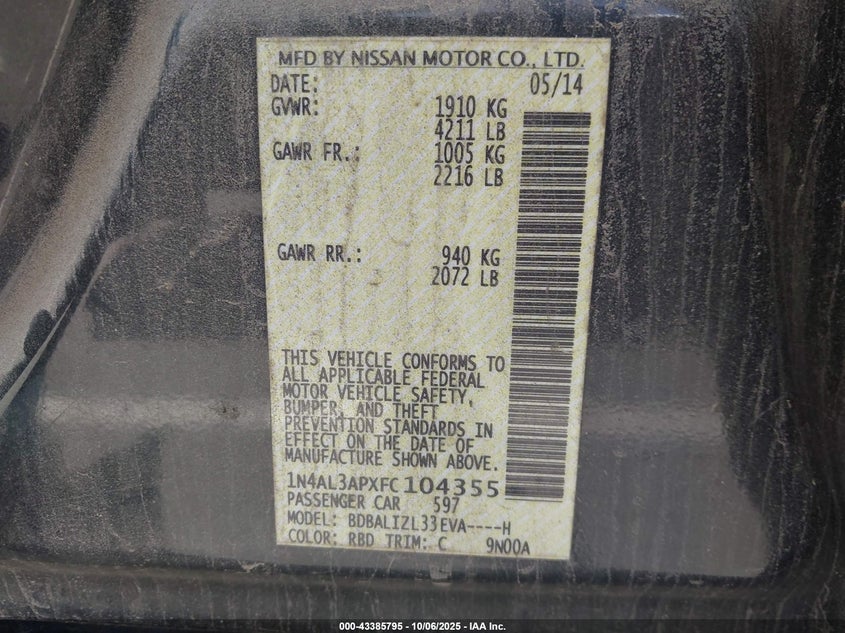 MFD BY NISSAN MOTOR CO., LTD.
DATE: 05/14
GVWR: 1910 KG
4211 LB
GAWR FR.: 1005 KG
2216 LB
GAWR RR.: 940 KG
2072 LB
THIS VEHICLE CONFORMS TO
ALL APPLICABLE FEDERAL
MOTOR VEHICLE SAFETY,
BUMPER, AND THEFT
PREVENTION STANDARDS IN
EFFECT ON THE DATE OF
MANUFACTURE SHOWN ABOVE.
1N4AL3APXFC104355
PASSENGER CAR 597
MODEL: BDBALIZL33EVA----H
COLOR: RBD TRIM: C 9N00A
000-43385795 - 10/06/2025 - IAA Inc.